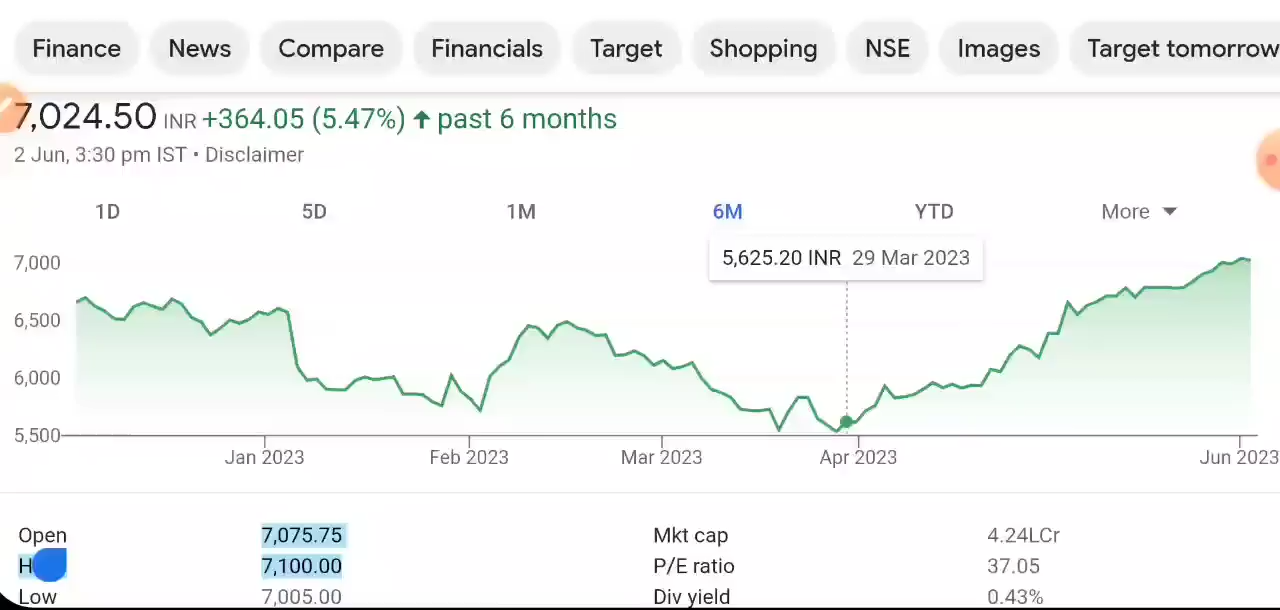 Finance News Compare Financials Target Shopping NSE Images Target tomorrow
7,024.50 INR +364.05 (5.47%) ↑ past 6 months
2 Jun, 3:30 pm IST • Disclaimer
1D 5D 1M 6M YTD More
5,625.20 INR 29 Mar 2023
7,000
6,500
6,000
5,500
Jan 2023 Feb 2023 Mar 2023 Apr 2023 Jun 2023
Open 7,075.75 Mkt cap 4.24LCr
7,100.00 P/E ratio 37.05
Low 7,005.00 Div yield 0.43%